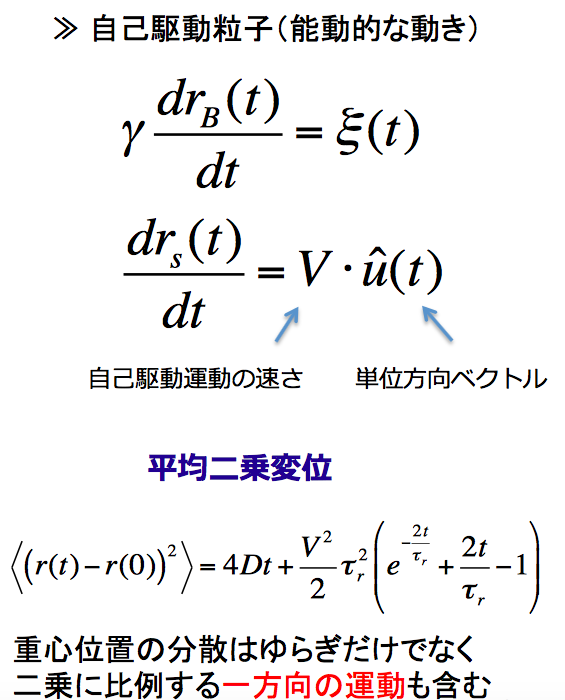 ≫ 自己駆動粒子(能動的な動き)
γ dr_B(t)/dt = ξ(t)
dr_s(t)/dt = V · û(t)
自己駆動運動の速さ 単位方向ベクトル
平均二乗変位
⟨(r(t) − r(0))²⟩ = 4Dt + V²/2 τ_r² (e^(−2t/τ_r) + 2t/τ_r − 1)
重心位置の分散はゆらぎだけでなく
二乗に比例する一方向の運動も含む